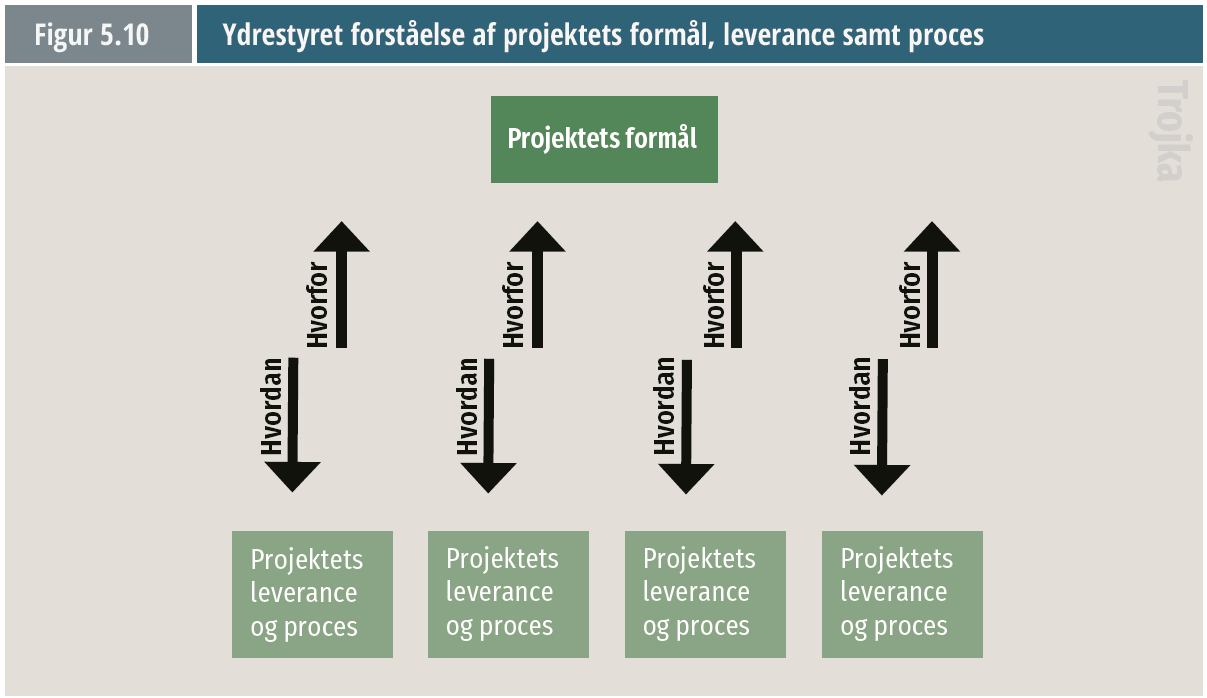 Figur 5.10
Ydrestyret forståelse af projektets formål, leverance samt proces
Trojka
Projektets formål
Hvorfor
Hvorfor
Hvorfor
Hvorfor
Hvordan
Hvordan
Hvordan
Hvordan
Projektets
leverance
og proces
Projektets
leverance
og proces
Projektets
leverance
og proces
Projektets
leverance
og proces